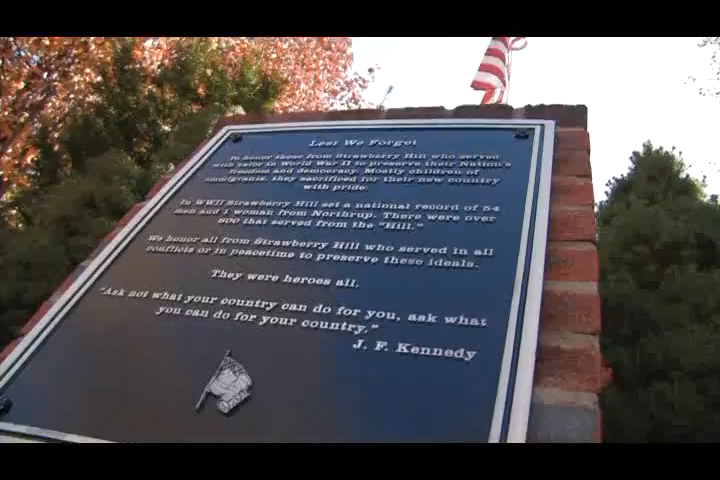 Lest We Forget
To honor those from Strawberry Hill who served
with valor in World War II to preserve their Nation's
freedom and democracy. Mostly children of
immigrants, they sacrificed for their new country
with pride.
In WWII Strawberry Hill set a national record of 54
men and 1 woman from Northrup. There were over
500 that served from the "Hill."
We honor all from Strawberry Hill who served in all
conflicts or in peacetime to preserve these ideals.
They were heroes all.
"Ask not what your country can do for you, ask what
you can do for your country."
J. F. Kennedy